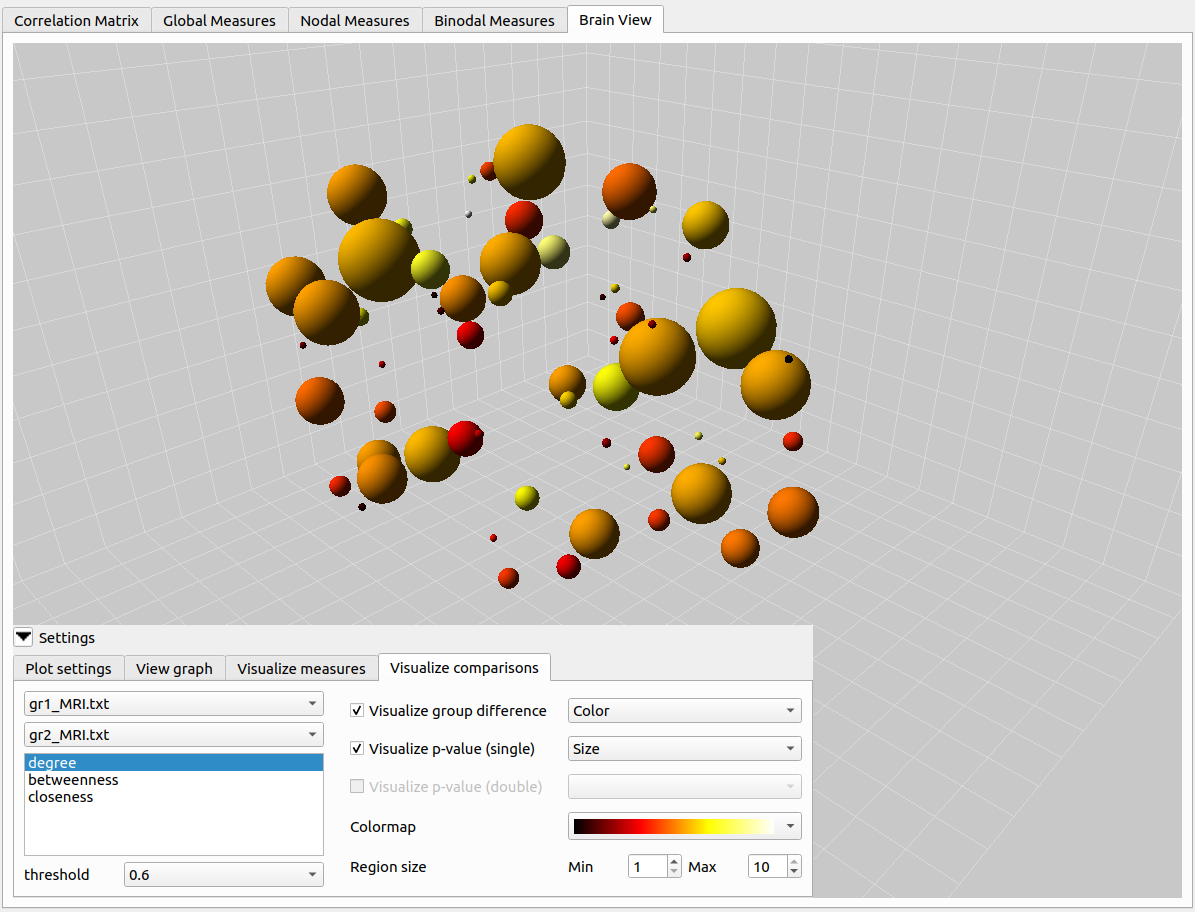 Correlation Matrix Global Measures Nodal Measures Binodal Measures Brain View
Settings
Plot settings View graph Visualize measures Visualize comparisons
gr1_MRI.txt
gr2_MRI.txt
degree
betweenness
closeness
threshold 0.6
Visualize group difference Color
Visualize p-value (single) Size
Visualize p-value (double)
Colormap
Region size Min 1 Max 10